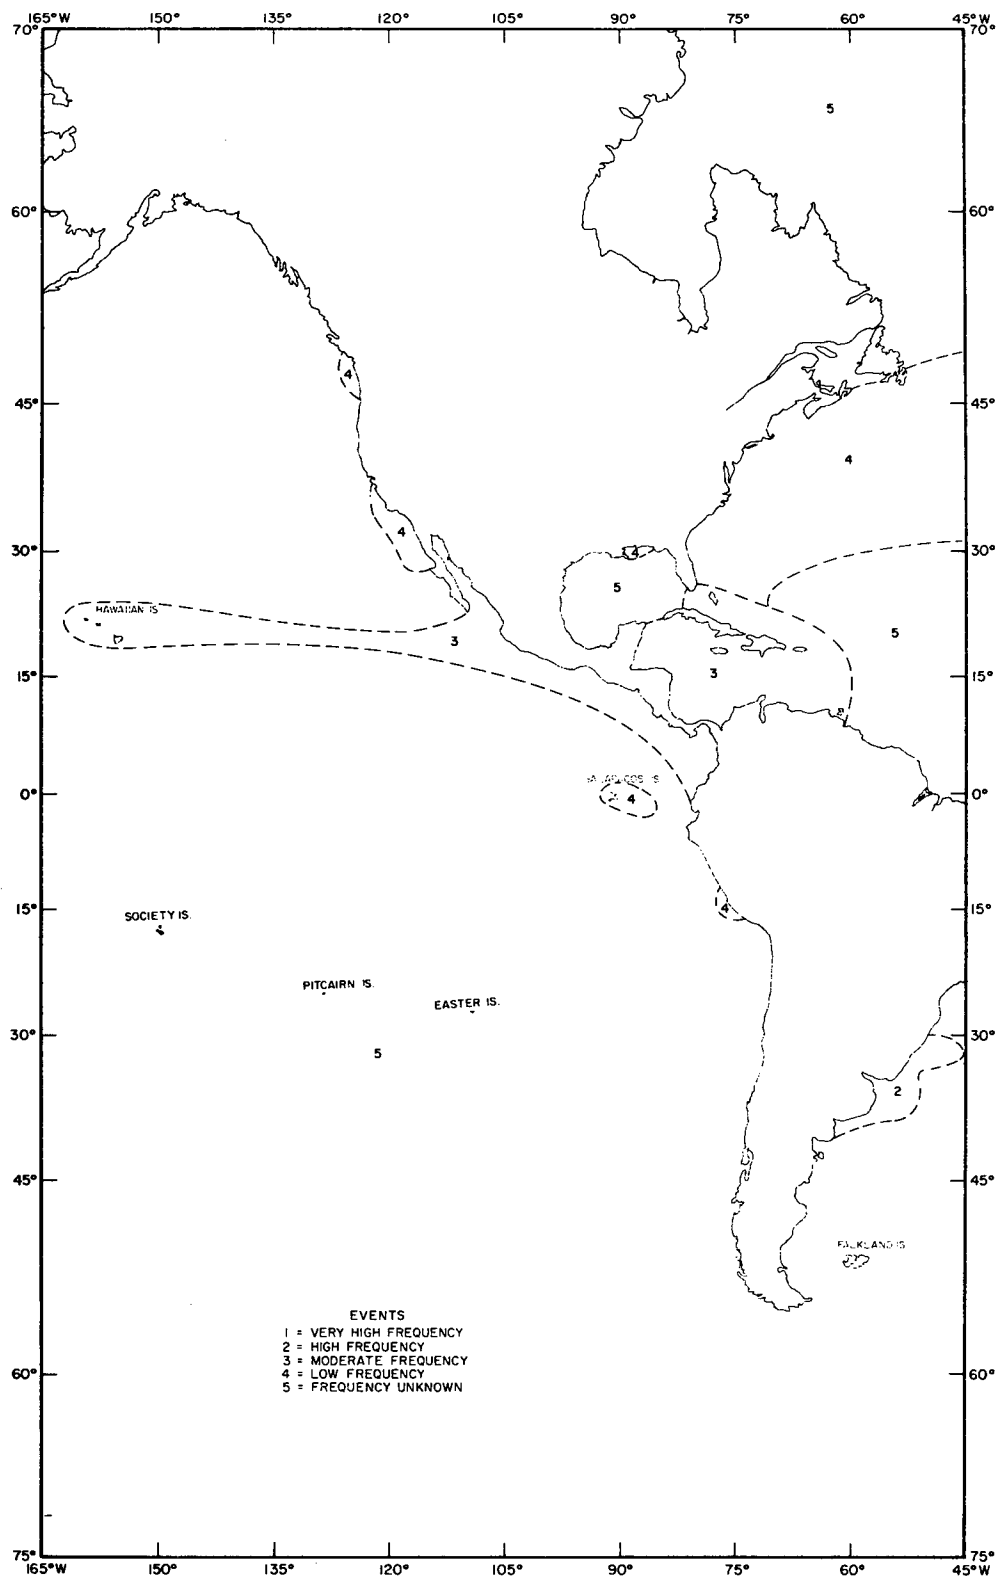 165°W 150° 135° 120° 105° 90° 75° 60° 45°W
70° 70°
5
60° 60°
4
45° 45°
4
4
30° 4 30°
5
HAWAIIAN IS
5
3
15° 3 15°
IS
0° 4 0°
15° 4 15°
SOCIETY IS.
PITCAIRN IS.
EASTER IS.
30° 30°
5
2
45° 45°
FALKLAND IS
EVENTS
1 = VERY HIGH FREQUENCY
2 = HIGH FREQUENCY
3 = MODERATE FREQUENCY
4 = LOW FREQUENCY
60° 60°
5 = FREQUENCY UNKNOWN
75° 75°
165°W 150° 135° 120° 105° 90° 75° 60° 45°W